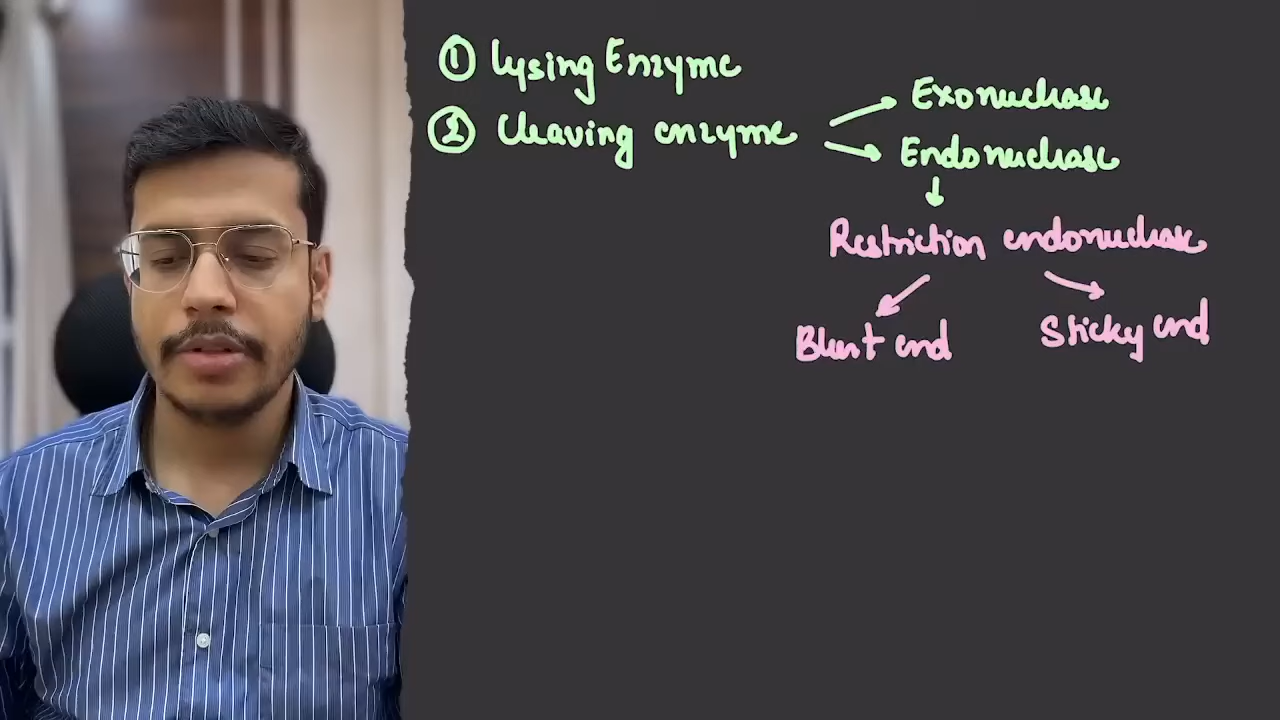 ① Lysing Enzyme
② Cleaving enzyme
Exonuclease
Endonuclease
Restriction endonuclease
Blunt end
Sticky end